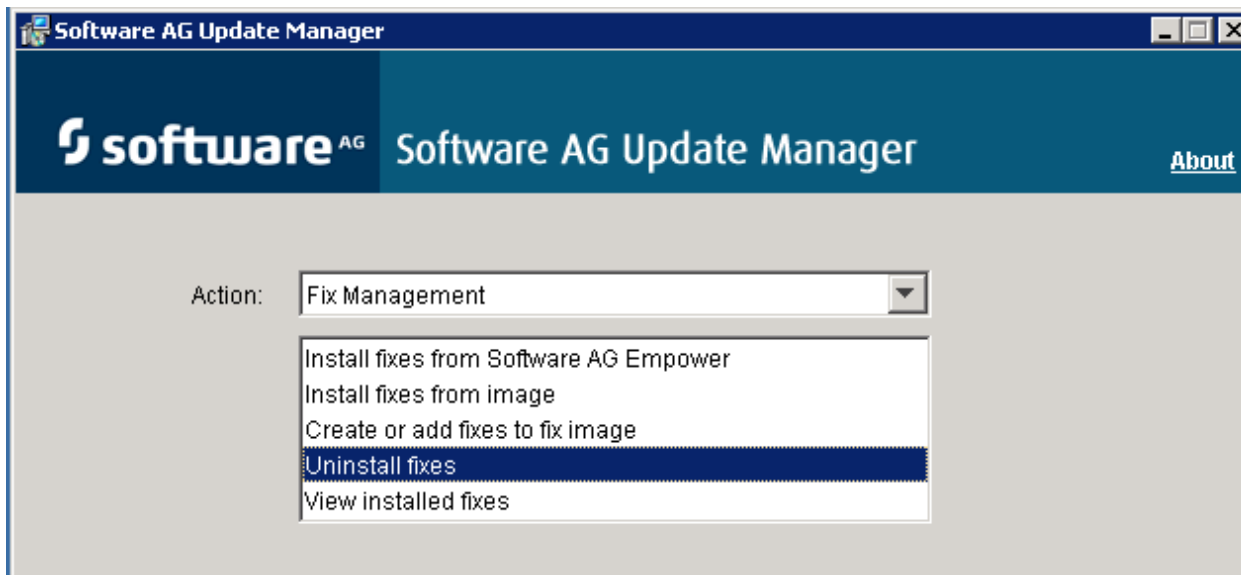 Software AG Update Manager
software AG Software AG Update Manager
About
Action: Fix Management
Install fixes from Software AG Empower
Install fixes from image
Create or add fixes to fix image
Uninstall fixes
View installed fixes